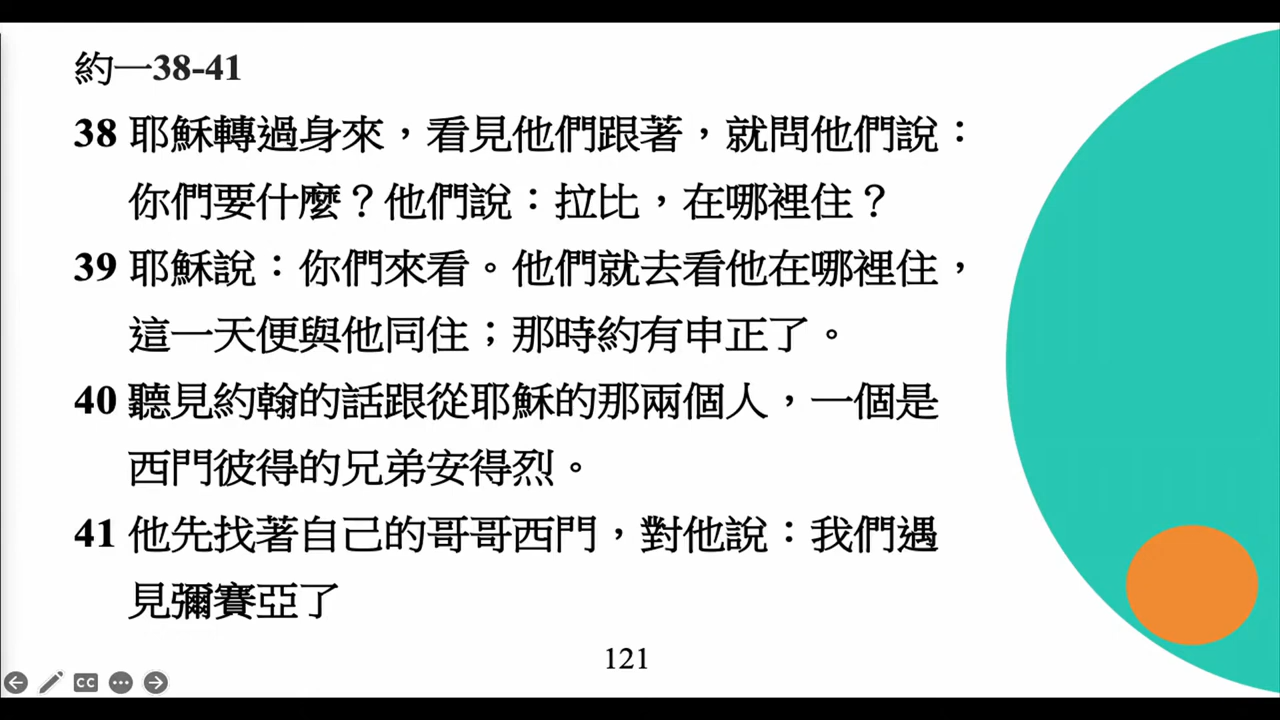 約一38-41
38 耶穌轉過身來，看見他們跟著，就問他們說：
你們要什麼？他們說：拉比，在哪裡住？
39 耶穌說：你們來看。他們就去看他在哪裡住，
這一天便與他同住；那時約有申正了。
40 聽見約翰的話跟從耶穌的那兩個人，一個是
西門彼得的兄弟安得烈。
41 他先找著自己的哥哥西門，對他說：我們遇
見彌賽亞了
121
CC